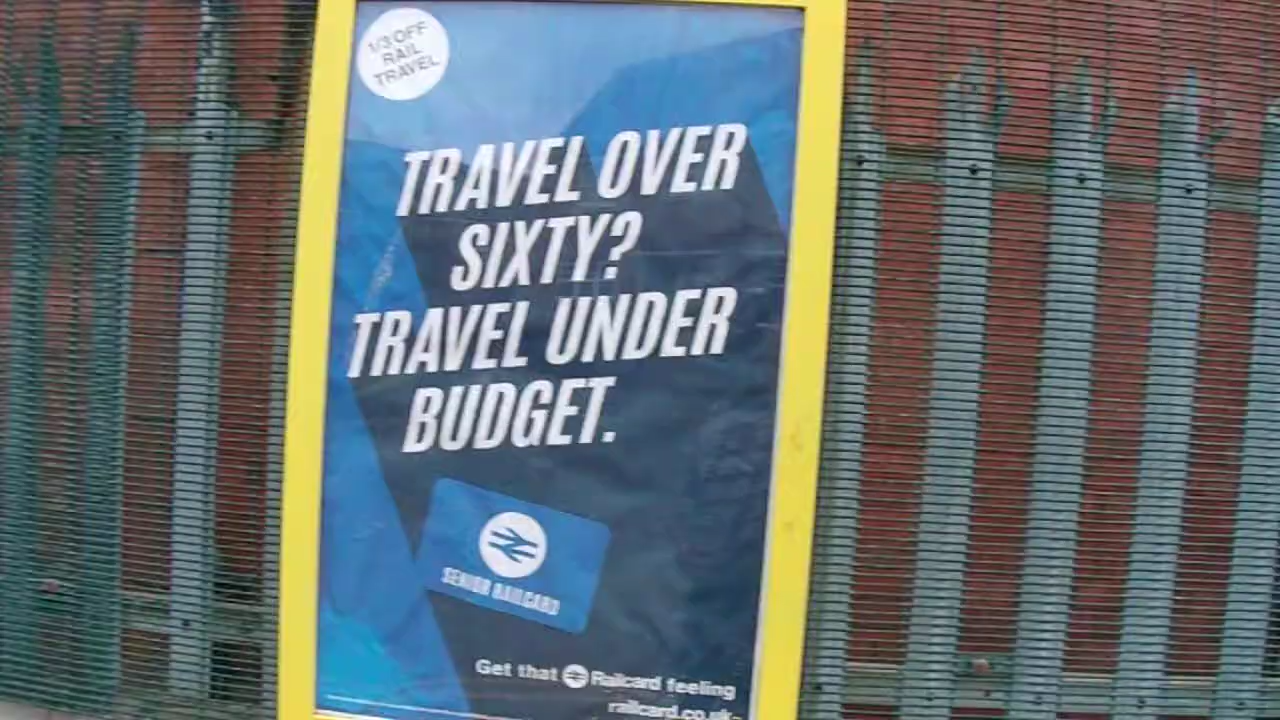 1/3 OFF
RAIL
TRAVEL
TRAVEL OVER
SIXTY?
TRAVEL UNDER
BUDGET.
SENIOR RAILCARD
Get that Railcard feeling
railcard.co.uk